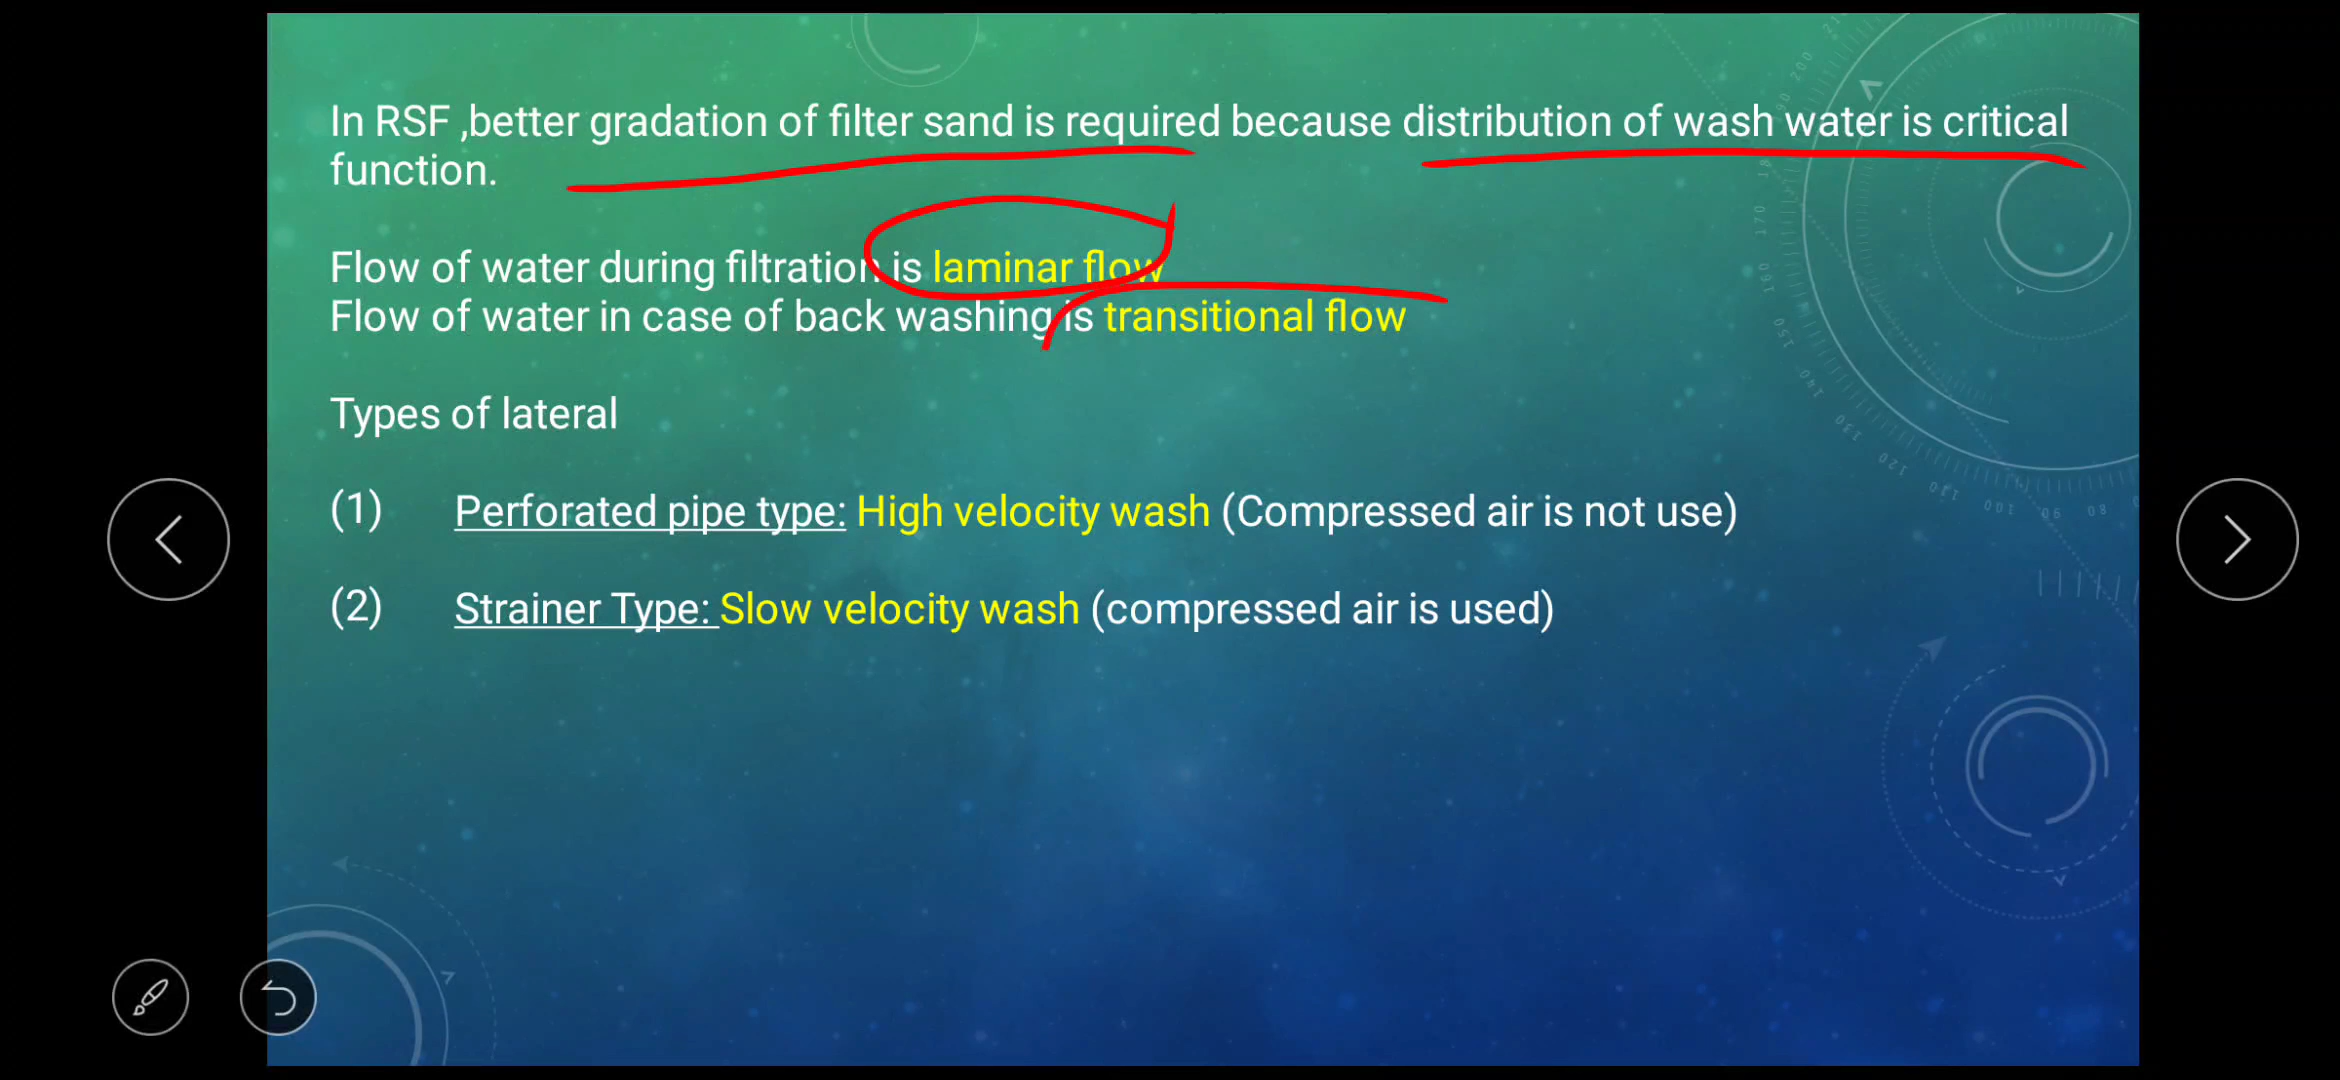 In RSF ,better gradation of filter sand is required because distribution of wash water is critical
function.
Flow of water during filtration is laminar flow
Flow of water in case of back washing is transitional flow
Types of lateral
(1) Perforated pipe type: High velocity wash (Compressed air is not use)
(2) Strainer Type: Slow velocity wash (compressed air is used)